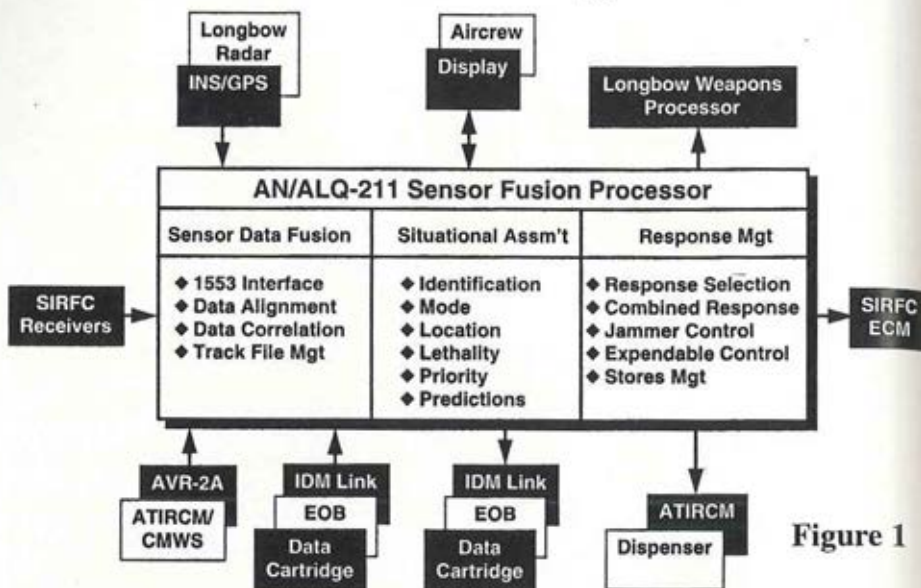 Longbow
Radar
INS/GPS
Aircrew
Display
Longbow Weapons
Processor
AN/ALQ-211 Sensor Fusion Processor
Sensor Data Fusion
◆ 1553 Interface
◆ Data Alignment
◆ Data Correlation
◆ Track File Mgt
Situational Assm't
◆ Identification
◆ Mode
◆ Location
◆ Lethality
◆ Priority
◆ Predictions
Response Mgt
◆ Response Selection
◆ Combined Response
◆ Jammer Control
◆ Expendable Control
◆ Stores Mgt
SIRFC
Receivers
SIRFC
ECM
AVR-2A
ATIRCM/
CMWS
IDM Link
EOB
Data
Cartridge
IDM Link
EOB
Data
Cartridge
ATIRCM
Dispenser
Figure 1